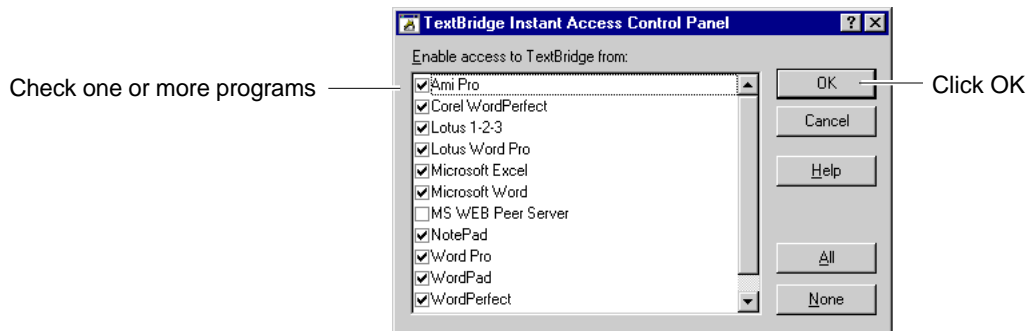 TextBridge Instant Access Control Panel
Enable access to TextBridge from:
Check one or more programs
Ami Pro
Corel WordPerfect
Lotus 1-2-3
Lotus Word Pro
Microsoft Excel
Microsoft Word
MS WEB Peer Server
NotePad
Word Pro
WordPad
WordPerfect
OK
Click OK
Cancel
Help
All
None